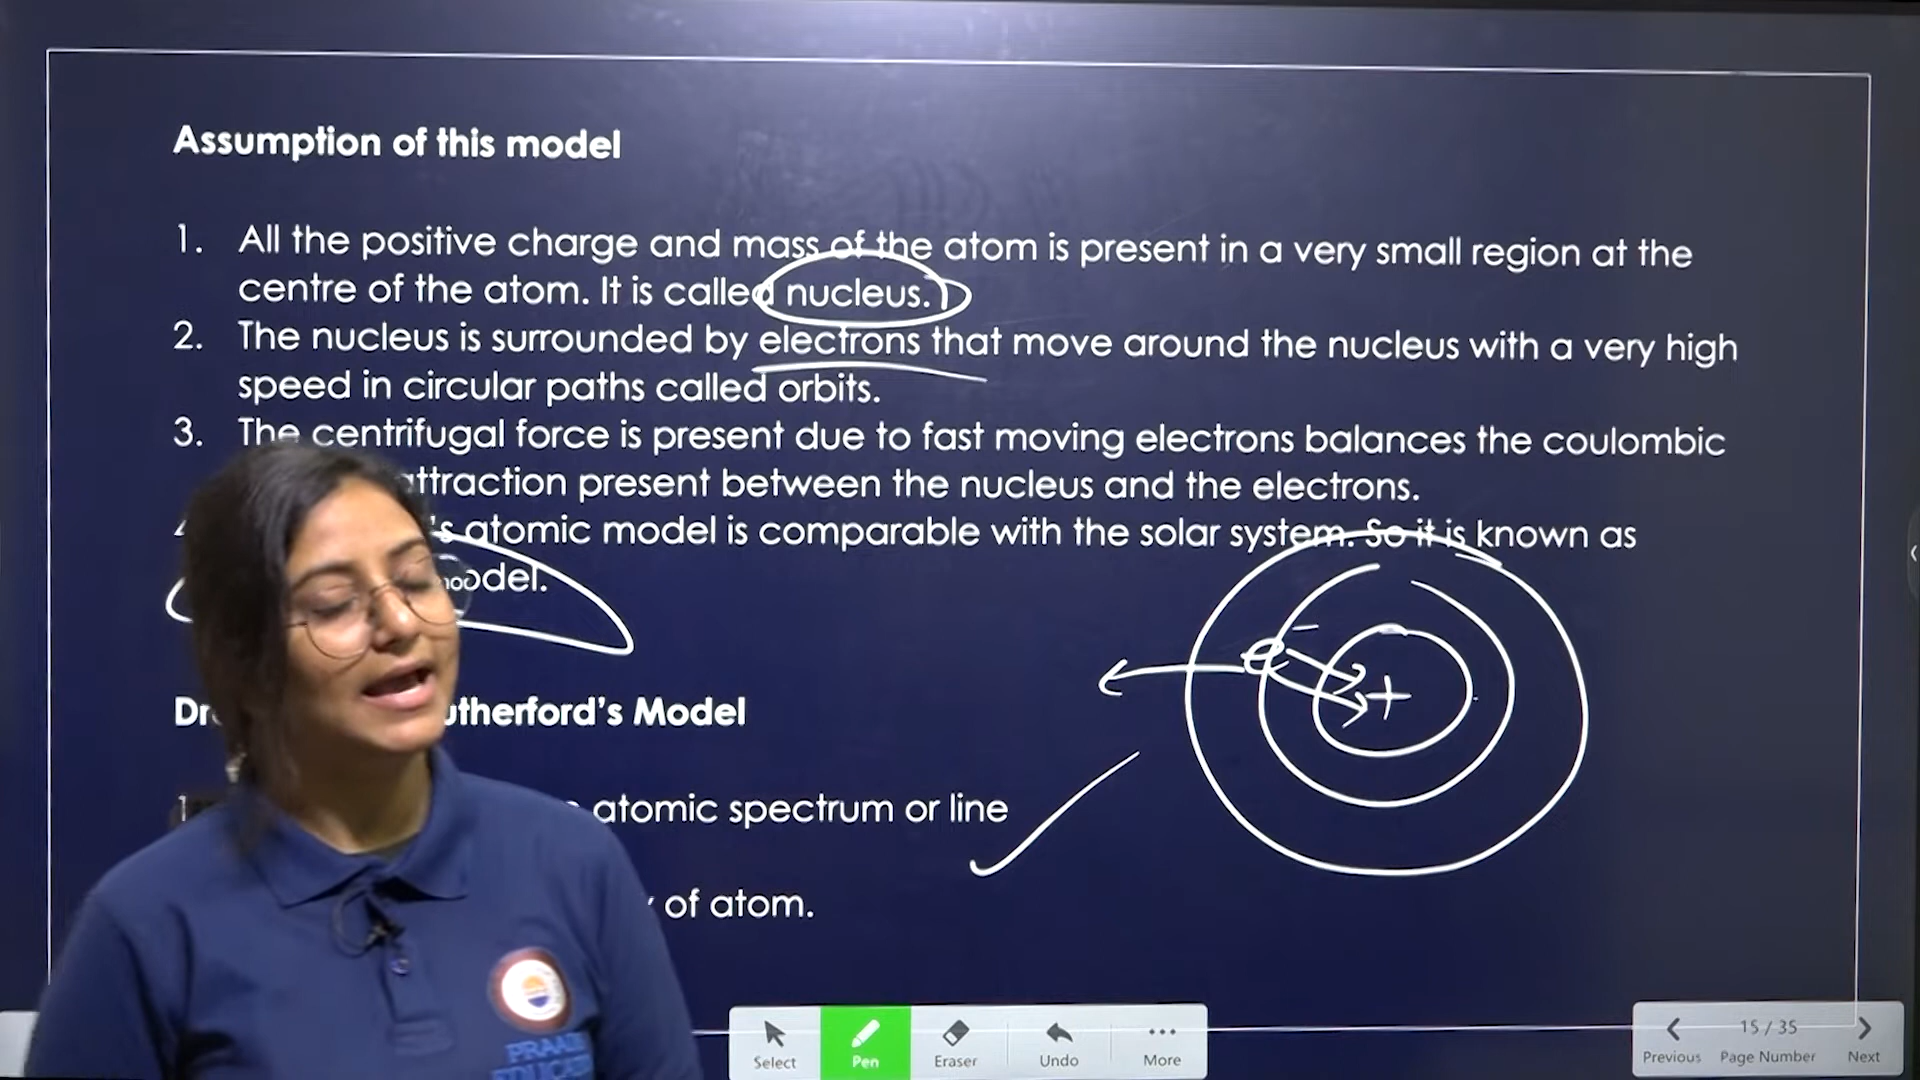 Assumption of this model
1. All the positive charge and mass of the atom is present in a very small region at the
centre of the atom. It is called nucleus.
2. The nucleus is surrounded by electrons that move around the nucleus with a very high
speed in circular paths called orbits.
3. The centrifugal force is present due to fast moving electrons balances the coulombic
attraction present between the nucleus and the electrons.
's atomic model is comparable with the solar system. So it is known as
model.
e⁻
+
utherford's Model
1
atomic spectrum or line
of atom.
Select
Pen
Eraser
Undo
More
15 / 35
Previous
Page Number
Next